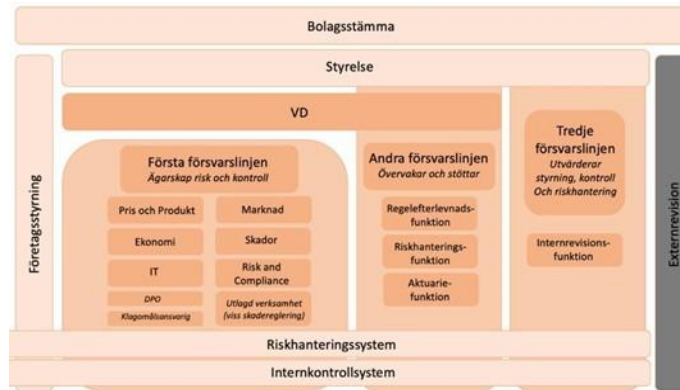 Bolagsstämma
Företagsstyrning
Styrelse
VD
Första försvarslinjen
Ägarskap risk och kontroll
Pris och Produkt
Marknad
Ekonomi
Skador
IT
Risk and
Compliance
DPO
Klagomålsansvarig
Utlagd verksamhet
(viss skadereglering)
Andra försvarslinjen
Övervakar och stöttar
Regelefterlevnads-
funktion
Riskhanterings-
funktion
Aktuarie-
funktion
Tredje
försvarslinjen
Utvärderar
styrning, kontroll
Och riskhantering
Internrevisions-
funktion
Externrevision
Riskhanteringssystem
Internkontrollsystem